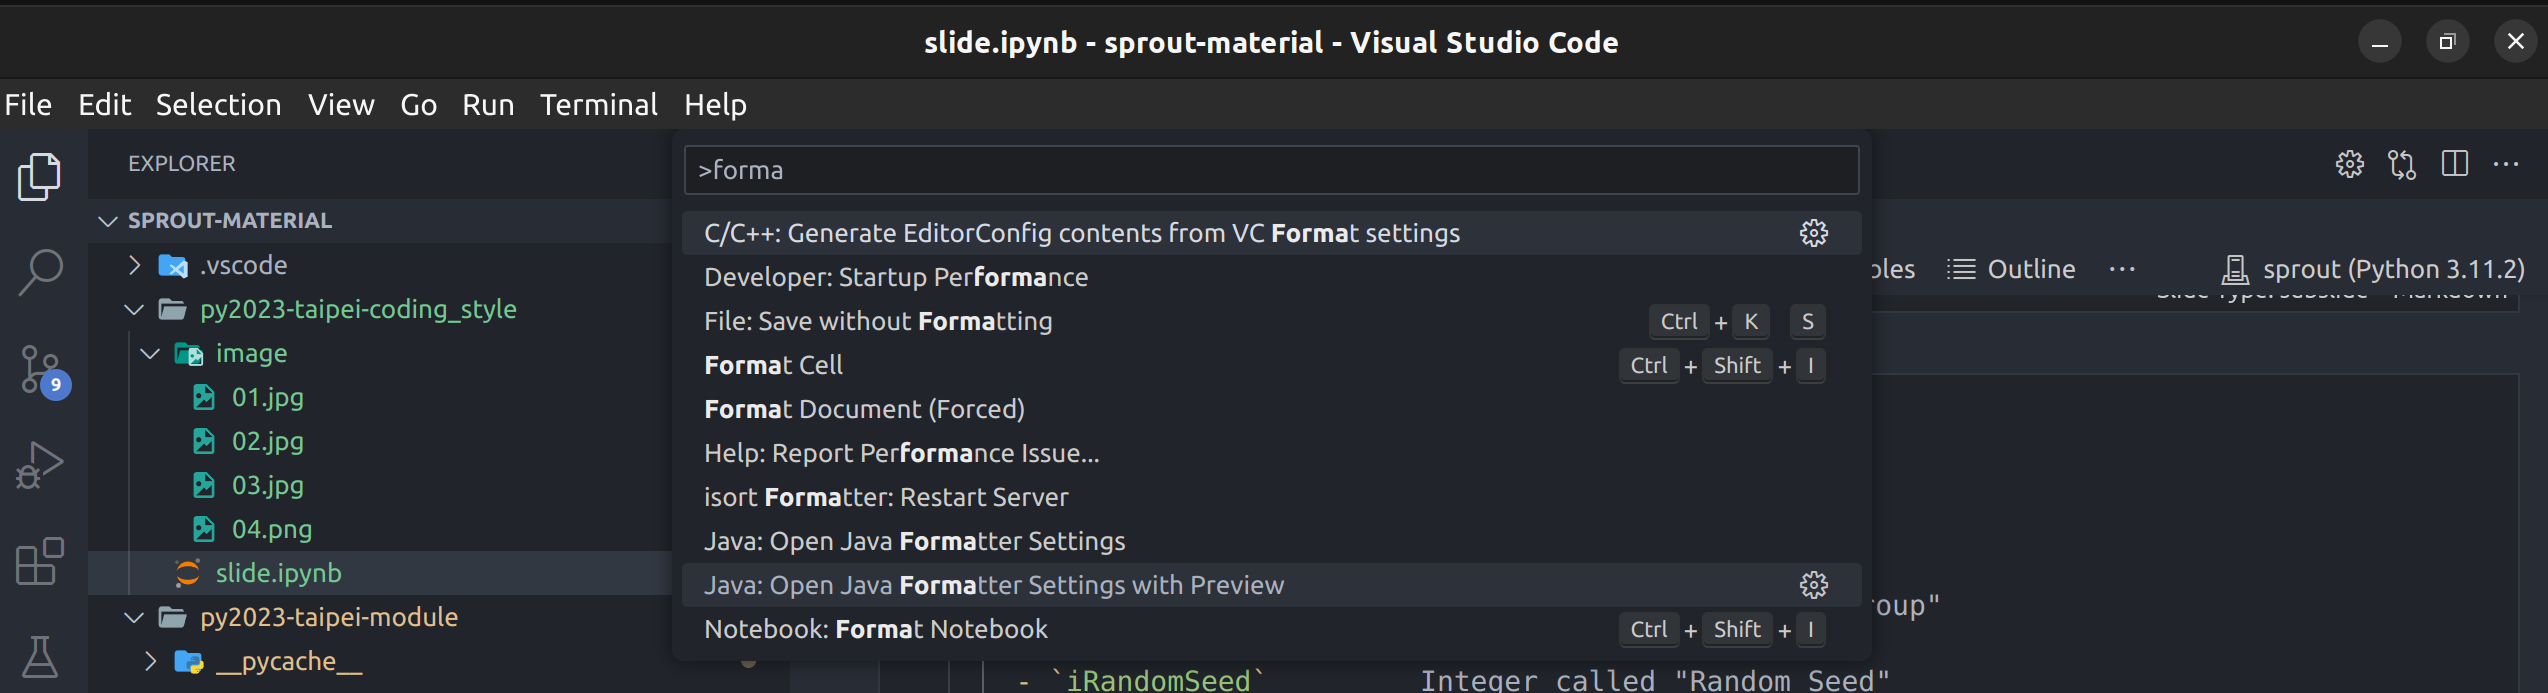 slide.ipynb - sprout-material - Visual Studio Code
File Edit Selection View Go Run Terminal Help
EXPLORER
>forma
SPROUT-MATERIAL
C/C++: Generate EditorConfig contents from VC Format settings
.vscode
Developer: Startup Performance
Outline
sprout (Python 3.11.2)
py2023-taipei-coding_style
File: Save without Formatting Ctrl + K S
image
Format Cell Ctrl + Shift + I
01.jpg
Format Document (Forced)
9
02.jpg
Help: Report Performance Issue...
03.jpg
isort Formatter: Restart Server
04.png
Java: Open Java Formatter Settings
slide.ipynb
Java: Open Java Formatter Settings with Preview
py2023-taipei-module
Notebook: Format Notebook Ctrl + Shift + I
__pycache__
- `iRandomSeed` Integer called "Random Seed"